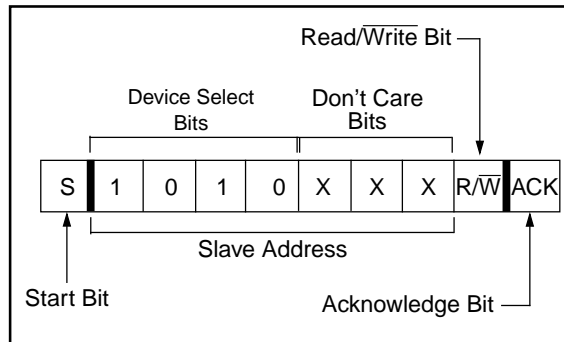 Read/Write Bit
Device Select Bits
Don't Care Bits
S 1 0 1 0 X X X R/W ACK
Slave Address
Start Bit
Acknowledge Bit